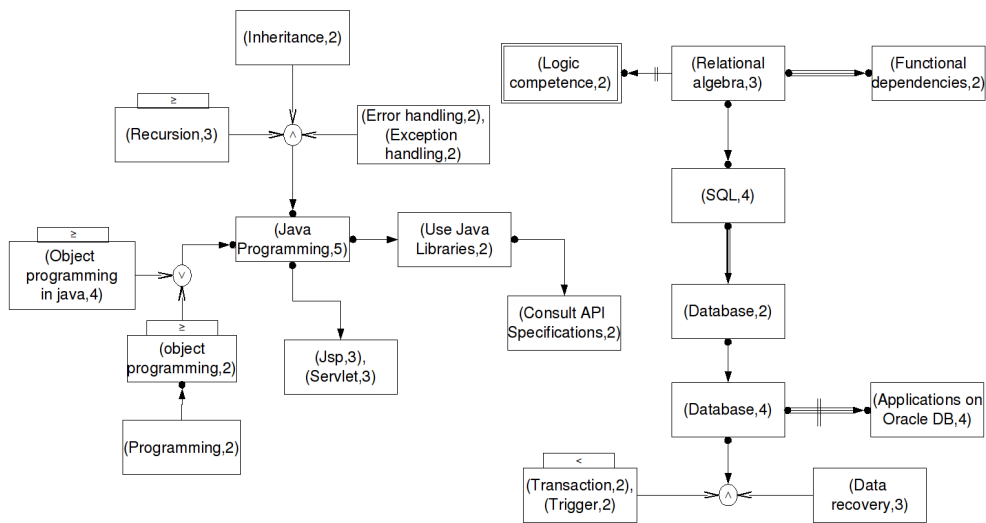 (Inheritance,2)
≥
(Recursion,3)
∧
(Error handling,2),
(Exception
handling,2)
(Java
Programming,5)
(Use Java
Libraries,2)
≥
(Object
programming
in java,4)
∨
≥
(object
programming,2)
(Programming,2)
(Jsp,3),
(Servlet,3)
(Consult API
Specifications,2)
(Logic
competence,2)
(Relational
algebra,3)
(Functional
dependencies,2)
(SQL,4)
(Database,2)
(Database,4)
(Applications on
Oracle DB,4)
<
(Transaction,2),
(Trigger,2)
∧
(Data
recovery,3)